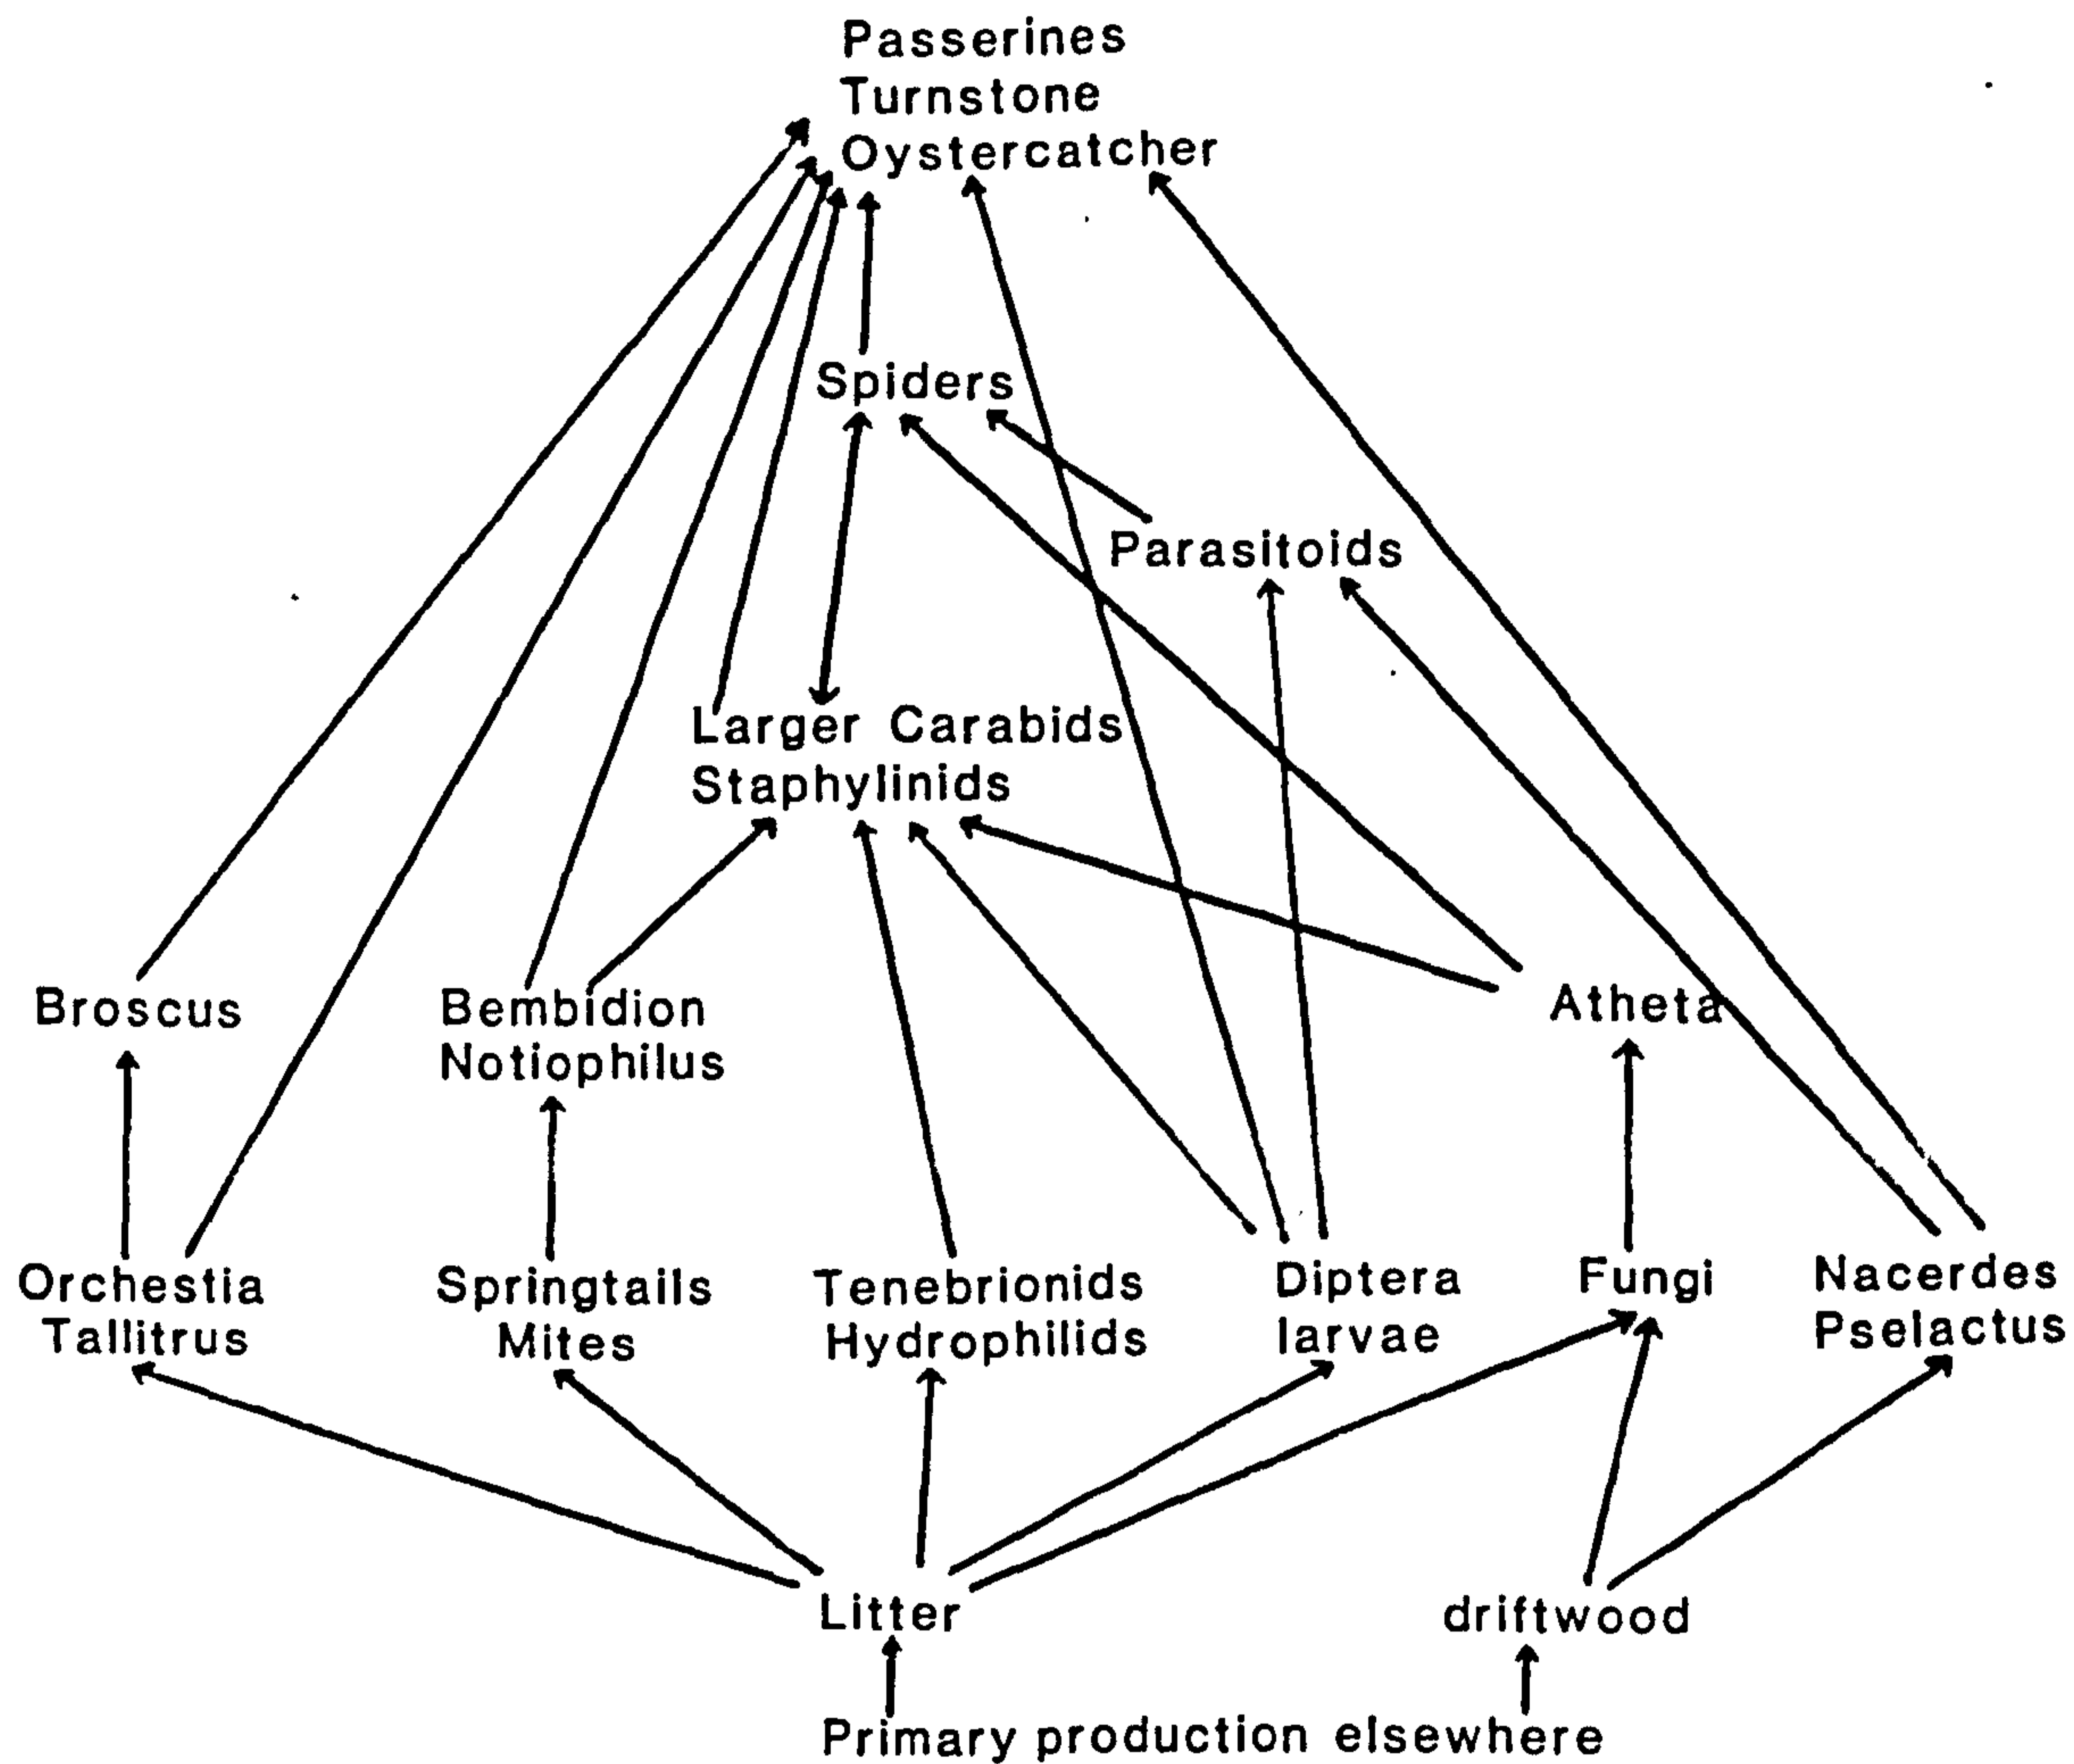 Passerines
Turnstone
Oystercatcher
Spiders
Parasitoids
Larger Carabids
Staphylinids
Broscus
Bembidion
Notiophilus
Atheta
Orchestia
Tallitrus
Springtails
Mites
Tenebrionids
Hydrophilids
Diptera
larvae
Fungi
Nacerdes
Pselactus
Litter
driftwood
Primary production elsewhere